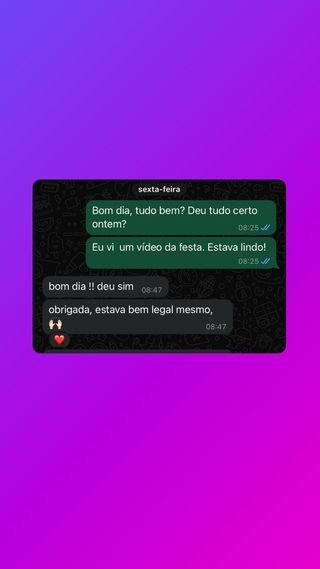 sexta-feira
Bom dia, tudo bem? Deu tudo certo
ontem?
08:25
Eu vi um vídeo da festa. Estava lindo!
08:25
bom dia !! deu sim 08:47
obrigada, estava bem legal mesmo,
🙌🏻 08:47
❤️